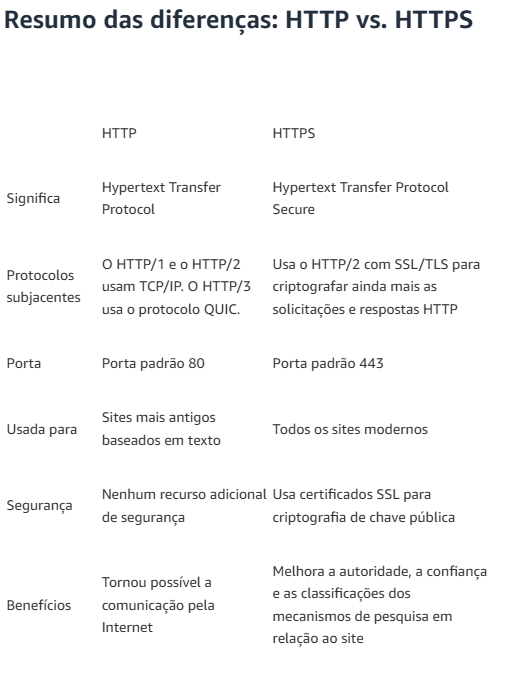 Resumo das diferenças: HTTP vs. HTTPS
HTTP HTTPS
Significa
Hypertext Transfer
Protocol
Hypertext Transfer Protocol
Secure
Protocolos
subjacentes
O HTTP/1 e o HTTP/2
usam TCP/IP. O HTTP/3
usa o protocolo QUIC.
Usa o HTTP/2 com SSL/TLS para
criptografar ainda mais as
solicitações e respostas HTTP
Porta
Porta padrão 80
Porta padrão 443
Usada para
Sites mais antigos
baseados em texto
Todos os sites modernos
Segurança
Nenhum recurso adicional
de segurança
Usa certificados SSL para
criptografia de chave pública
Benefícios
Tornou possível a
comunicação pela
Internet
Melhora a autoridade, a confiança
e as classificações dos
mecanismos de pesquisa em
relação ao site